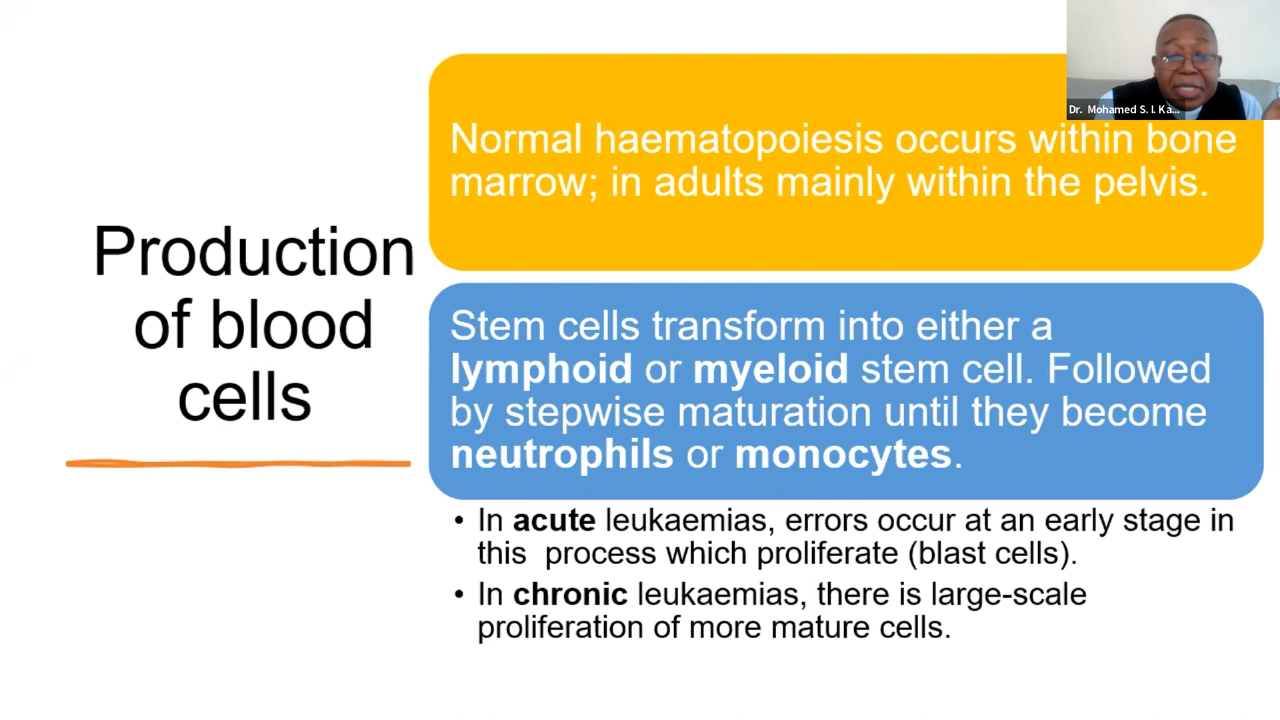 Production
of blood
cells
Normal haematopoiesis occurs within bone
marrow; in adults mainly within the pelvis.
Stem cells transform into either a
lymphoid or myeloid stem cell. Followed
by stepwise maturation until they become
neutrophils or monocytes.
• In acute leukaemias, errors occur at an early stage in
this  process which proliferate (blast cells).
• In chronic leukaemias, there is large-scale
proliferation of more mature cells.
Dr. Mohamed S. I. Ka...